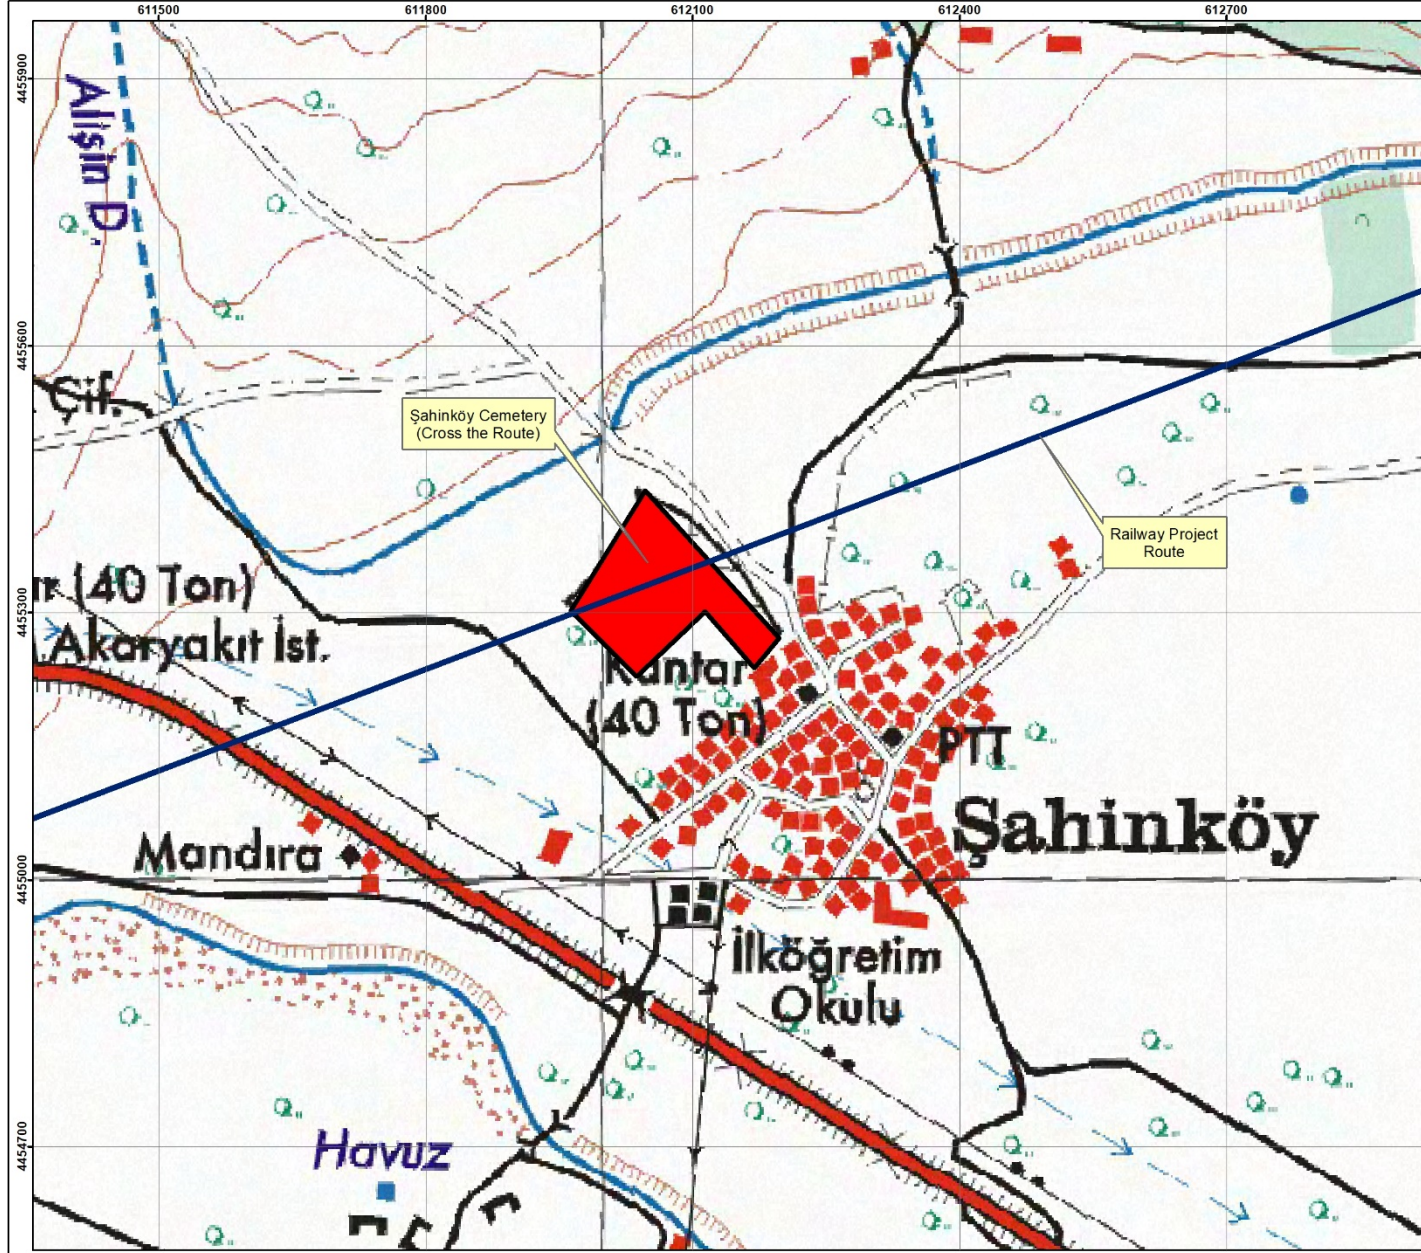 611500
611800
612100
612400
612700
4455900
4455600
4455300
4455000
4454700
Alişin D.
Çif.
Şahinköy Cemetery
(Cross the Route)
Railway Project
Route
(40 Ton)
Akaryakıt İst.
Kantar
(40 Ton)
PTT
Şahinköy
Mandıra
İlköğretim
Okulu
Havuz